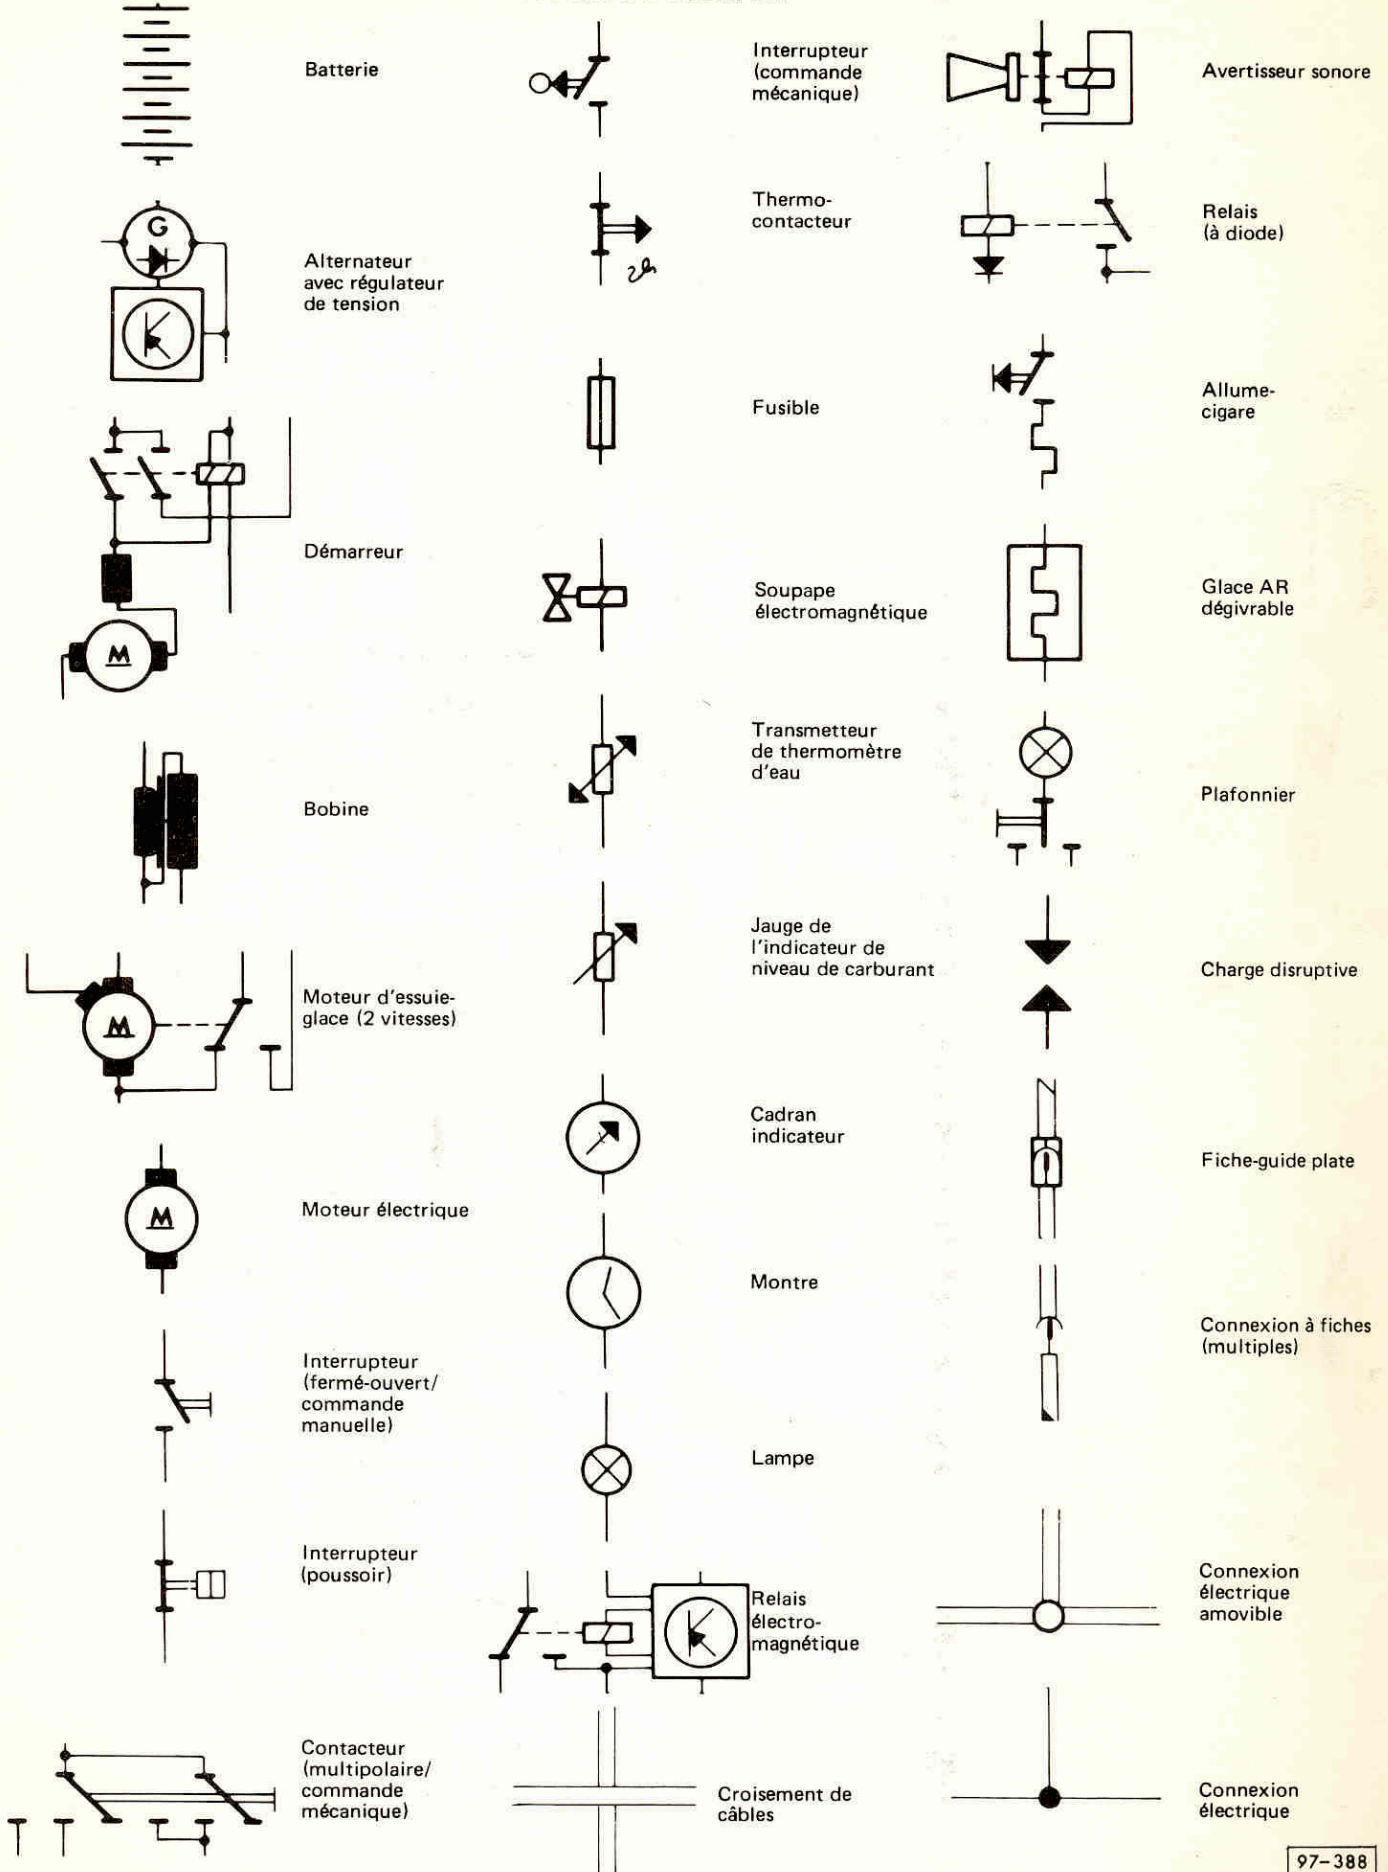 Batterie
G
Alternateur
avec régulateur
de tension
Démarreur
M
Bobine
Moteur d'essuie-
glace (2 vitesses)
M
Moteur électrique
M
Interrupteur
(fermé-ouvert/
commande
manuelle)
Interrupteur
(poussoir)
Contacteur
(multipolaire/
commande
mécanique)
Interrupteur
(commande
mécanique)
Thermo-
contacteur
Fusible
Soupape
électromagnétique
Transmetteur
de thermomètre
d'eau
Jauge de
l'indicateur de
niveau de carburant
Cadran
indicateur
Montre
Lampe
Relais
électro-
magnétique
Croisement de
câbles
Avertisseur sonore
Relais
(à diode)
Allume-
cigare
Glace AR
dégivrable
Plafonnier
Charge disruptive
Fiche-guide plate
Connexion à fiches
(multiples)
Connexion
électrique
amovible
Connexion
électrique
97-388